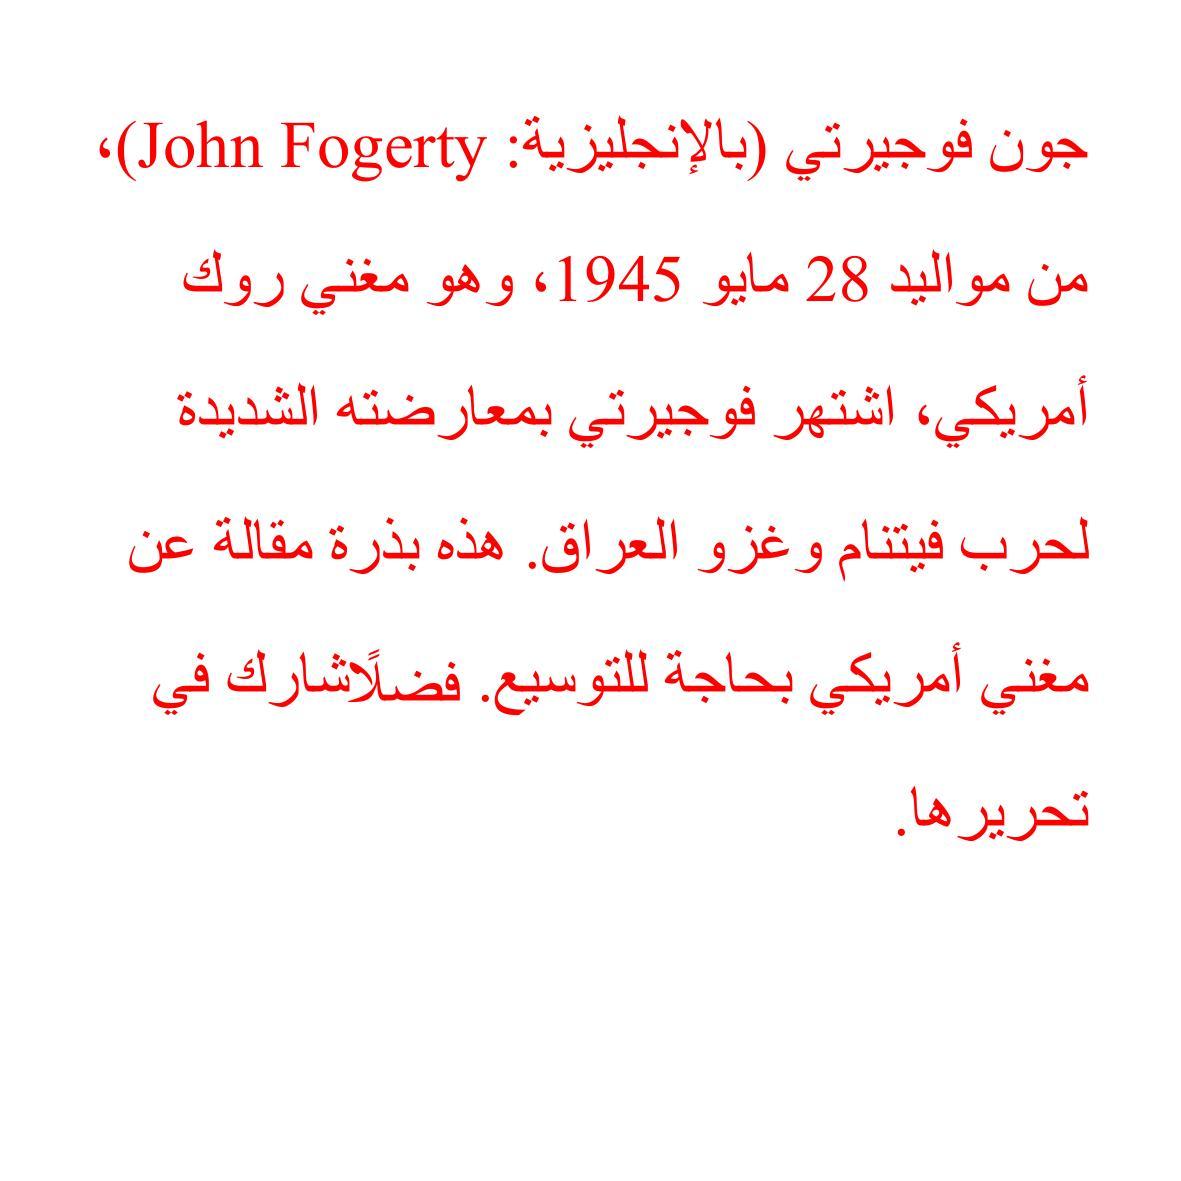 جون فوجيرتي (بالإنجليزية: John Fogerty)،
من مواليد 28 مايو 1945، وهو مغني روك
أمريكي، اشتهر فوجيرتي بمعارضته الشديدة
لحرب فيتنام وغزو العراق. هذه بذرة مقالة عن
مغني أمريكي بحاجة للتوسيع. فضلًاشارك في
تحريرها.